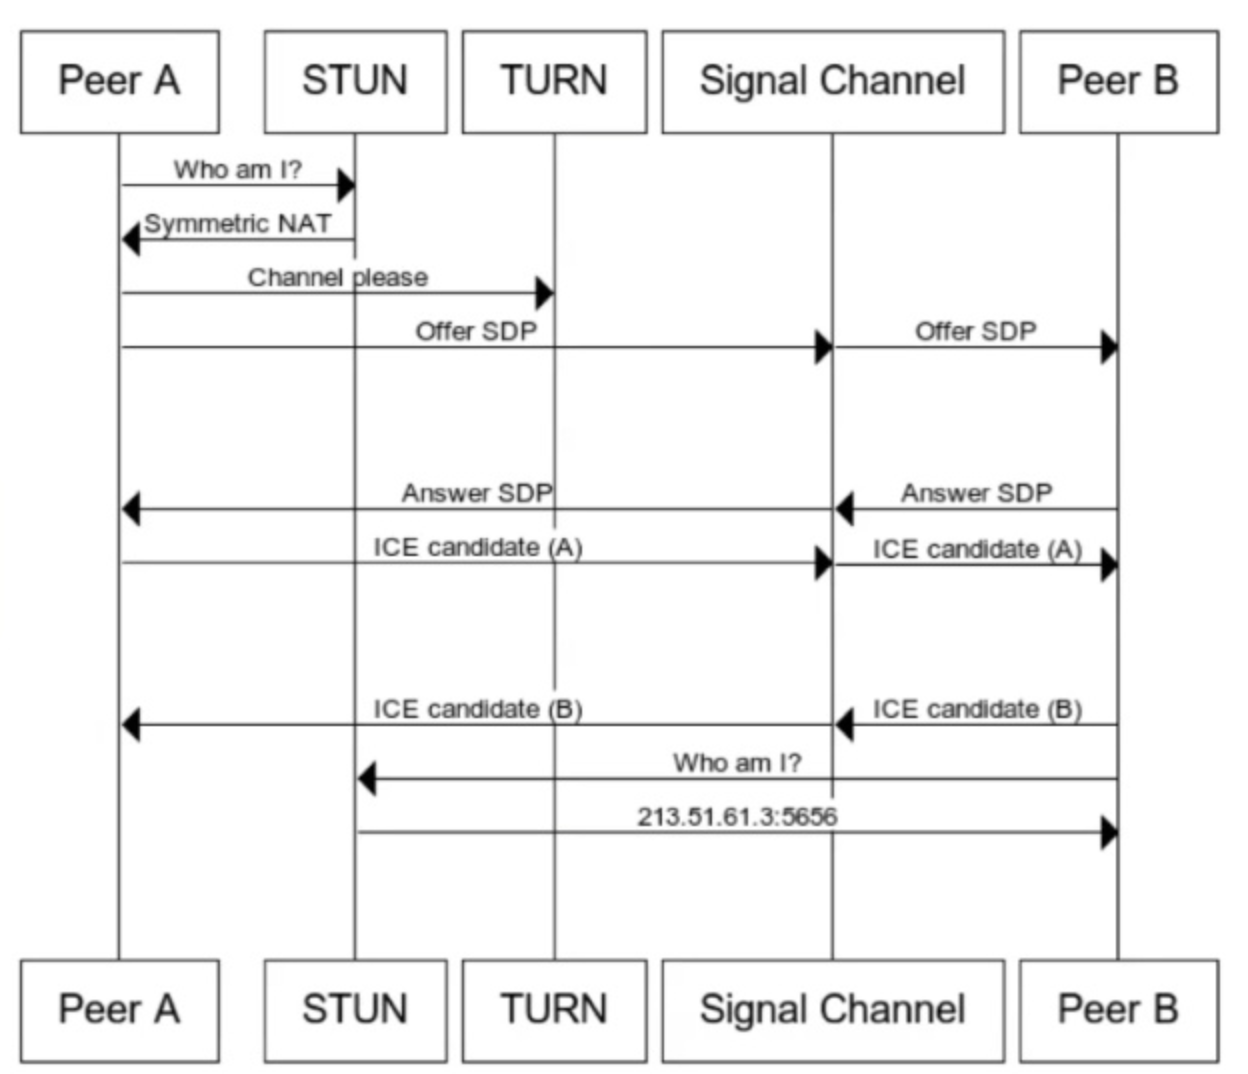 Peer A
STUN
TURN
Signal Channel
Peer B
Who am I?
Symmetric NAT
Channel please
Offer SDP
Offer SDP
Answer SDP
Answer SDP
ICE candidate (A)
ICE candidate (A)
ICE candidate (B)
ICE candidate (B)
Who am I?
213.51.61.3:5656
Peer A
STUN
TURN
Signal Channel
Peer B